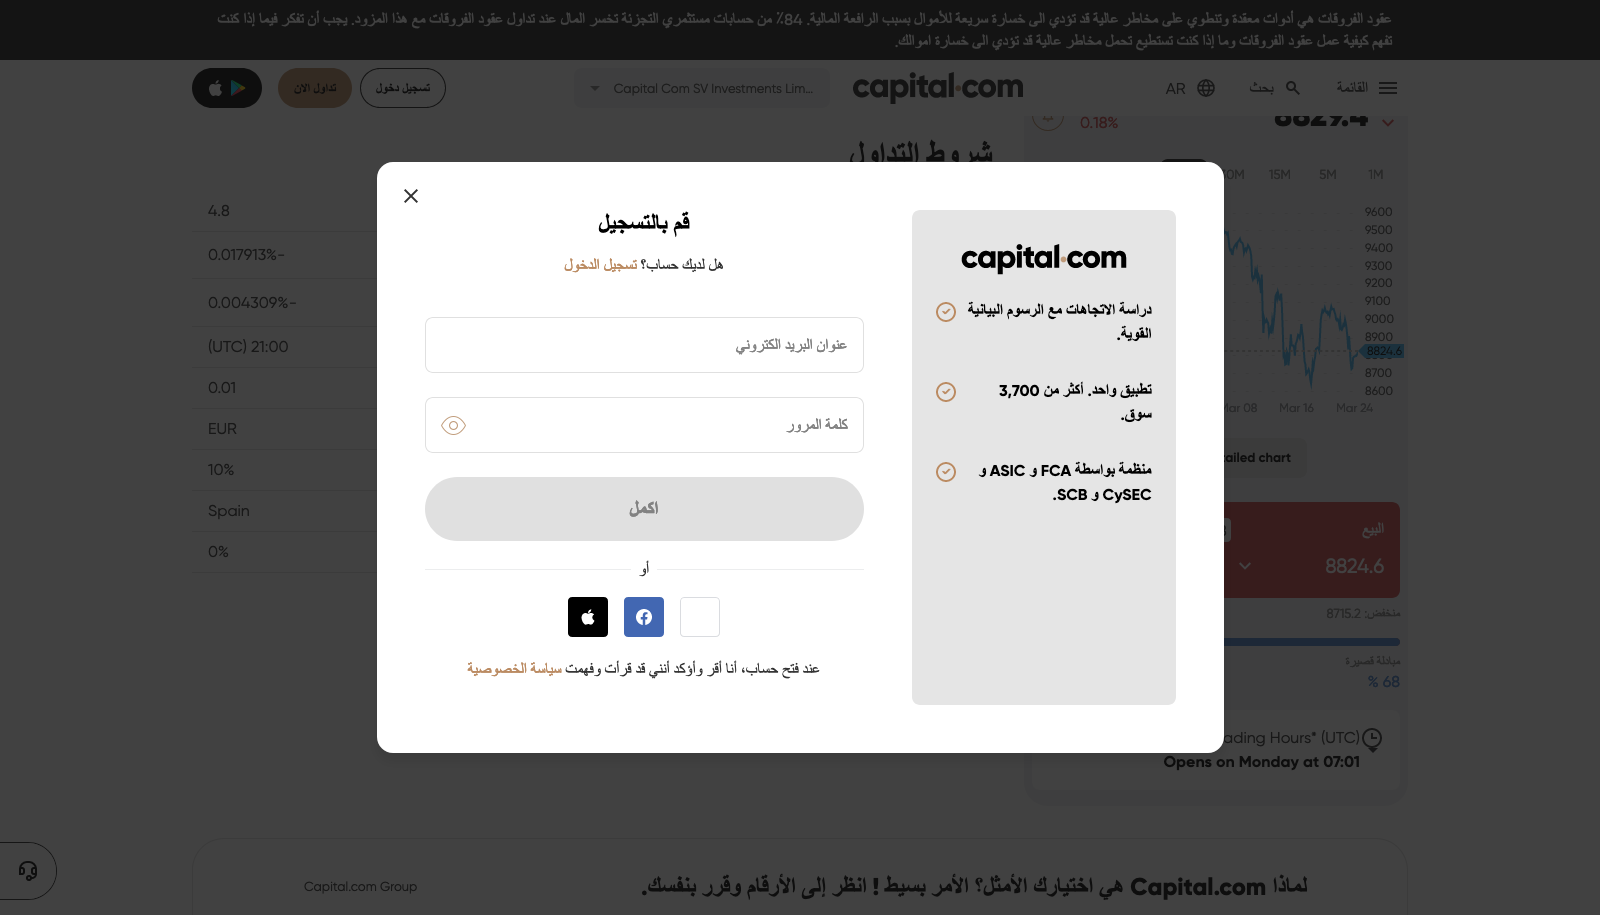 عقود الفروقات هي أدوات معقدة وتنطوي على مخاطر عالية قد تؤدي الى خسارة سريعة للأموال بسبب الرافعة المالية. 84٪ من حسابات مستثمري التجزئة تخسر المال عند تداول عقود الفروقات مع هذا المزود. يجب أن تفكر فيما إذا كنت
تفهم كيفية عمل عقود الفروقات وما إذا كنت تستطيع تحمل مخاطر عالية قد تؤدي الى خسارة اموالك.
القائمة
بحث
AR
capital.com
Capital Com SV Investments Lim...
تسجيل دخول
تداول الان
8829.4
0.18%
شروط التداول
15M
5M
1M
9600
9500
9400
9300
9200
9100
9000
8900
8824.6
8700
8600
Mar 08
Mar 16
Mar 24
ailed chart
البيع
8824.6
منخفض: 8715.2
مبادلة قصيرة
68 %
ading Hours* (UTC)
Opens on Monday at 07:01
4.8
0.017913%-
0.004309%-
(UTC) 21:00
0.01
EUR
10%
Spain
0%
capital.com
دراسة الاتجاهات مع الرسوم البيانية
القوية.
تطبيق واحد. أكثر من 3,700
سوق.
منظمة بواسطة FCA و ASIC و
CySEC و SCB.
قم بالتسجيل
هل لديك حساب؟ تسجيل الدخول
عنوان البريد الكتروني
كلمة المرور
اكمل
أو
عند فتح حساب، أنا أقر وأؤكد أنني قد قرأت وفهمت سياسة الخصوصية
لماذا Capital.com هي اختيارك الأمثل؟ الأمر بسيط ! انظر إلى الأرقام وقرر بنفسك.
Capital.com Group